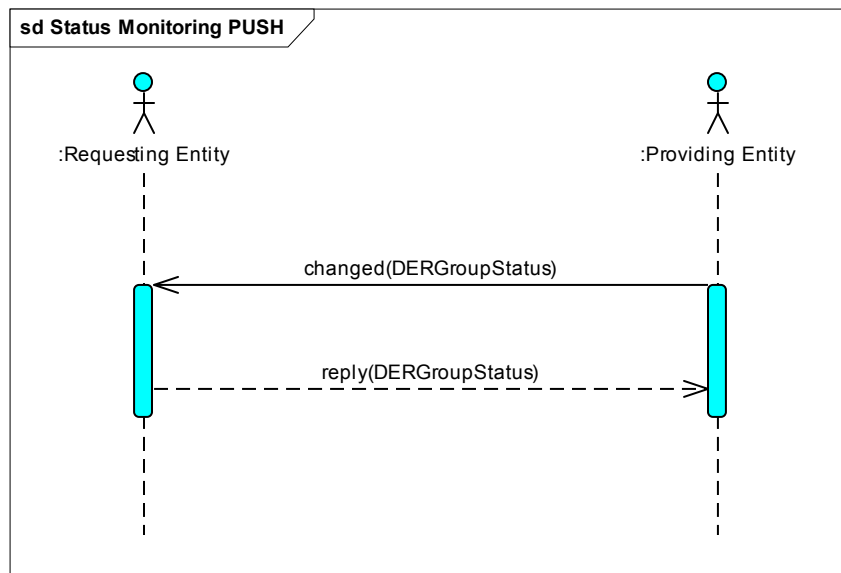 sd Status Monitoring PUSH
:Requesting Entity
:Providing Entity
changed(DERGroupStatus)
reply(DERGroupStatus)